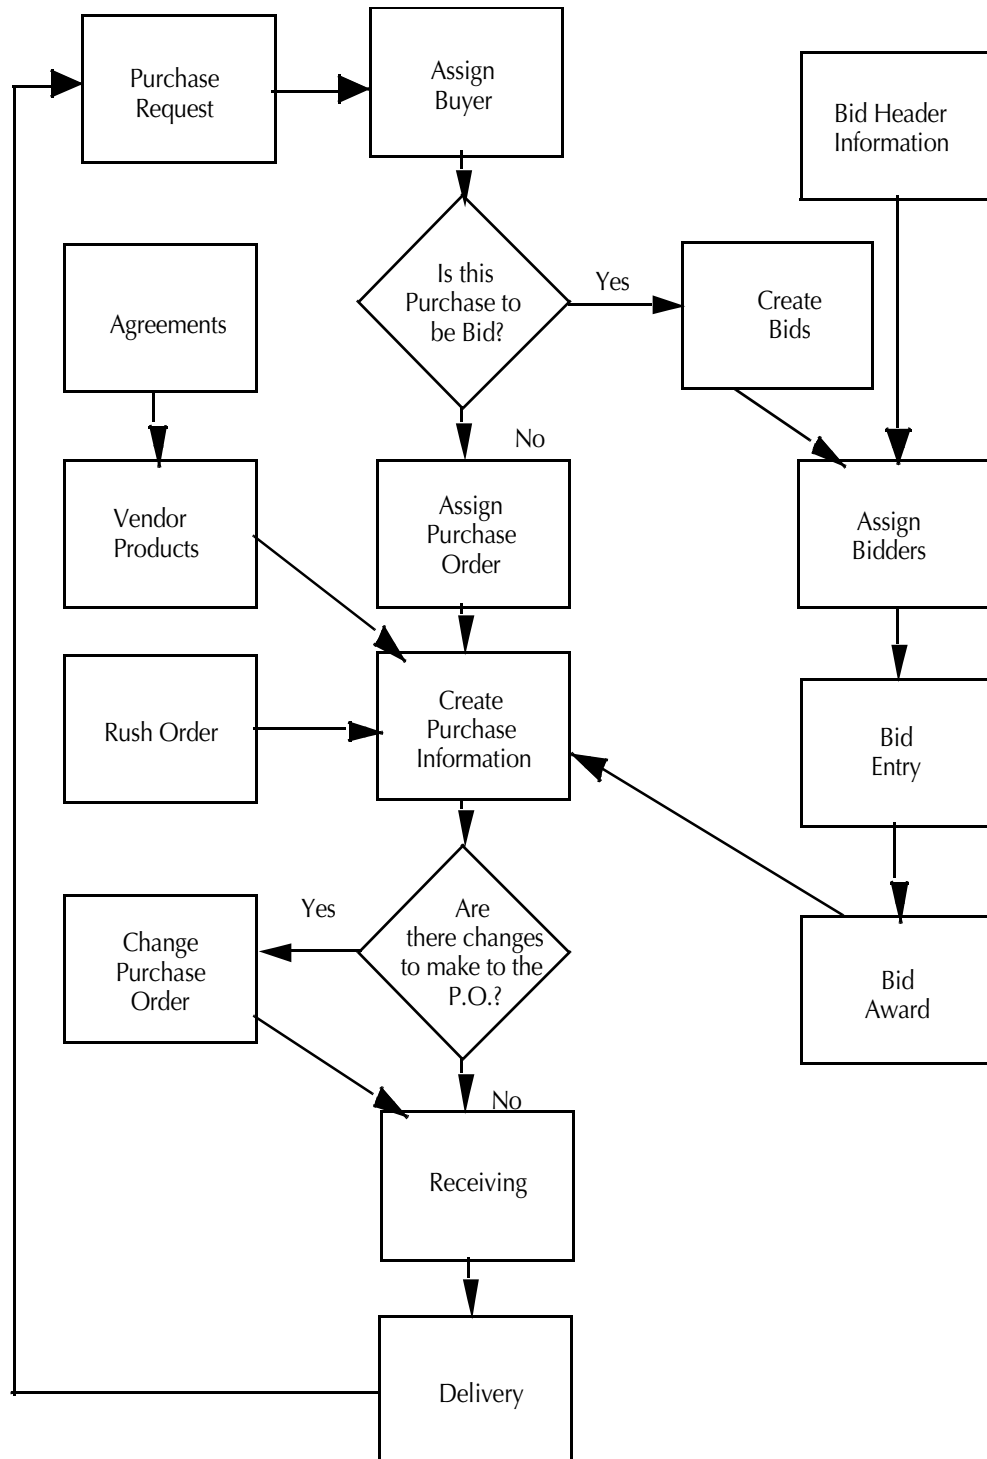 Purchase
Request
Assign
Buyer
Bid Header
Information
Is this
Purchase to
be Bid?
Yes
Create
Bids
Agreements
No
Vendor
Products
Assign
Purchase
Order
Assign
Bidders
Rush Order
Create
Purchase
Information
Bid
Entry
Yes
Are
there changes
to make to the
P.O.?
Change
Purchase
Order
Bid
Award
No
Receiving
Delivery